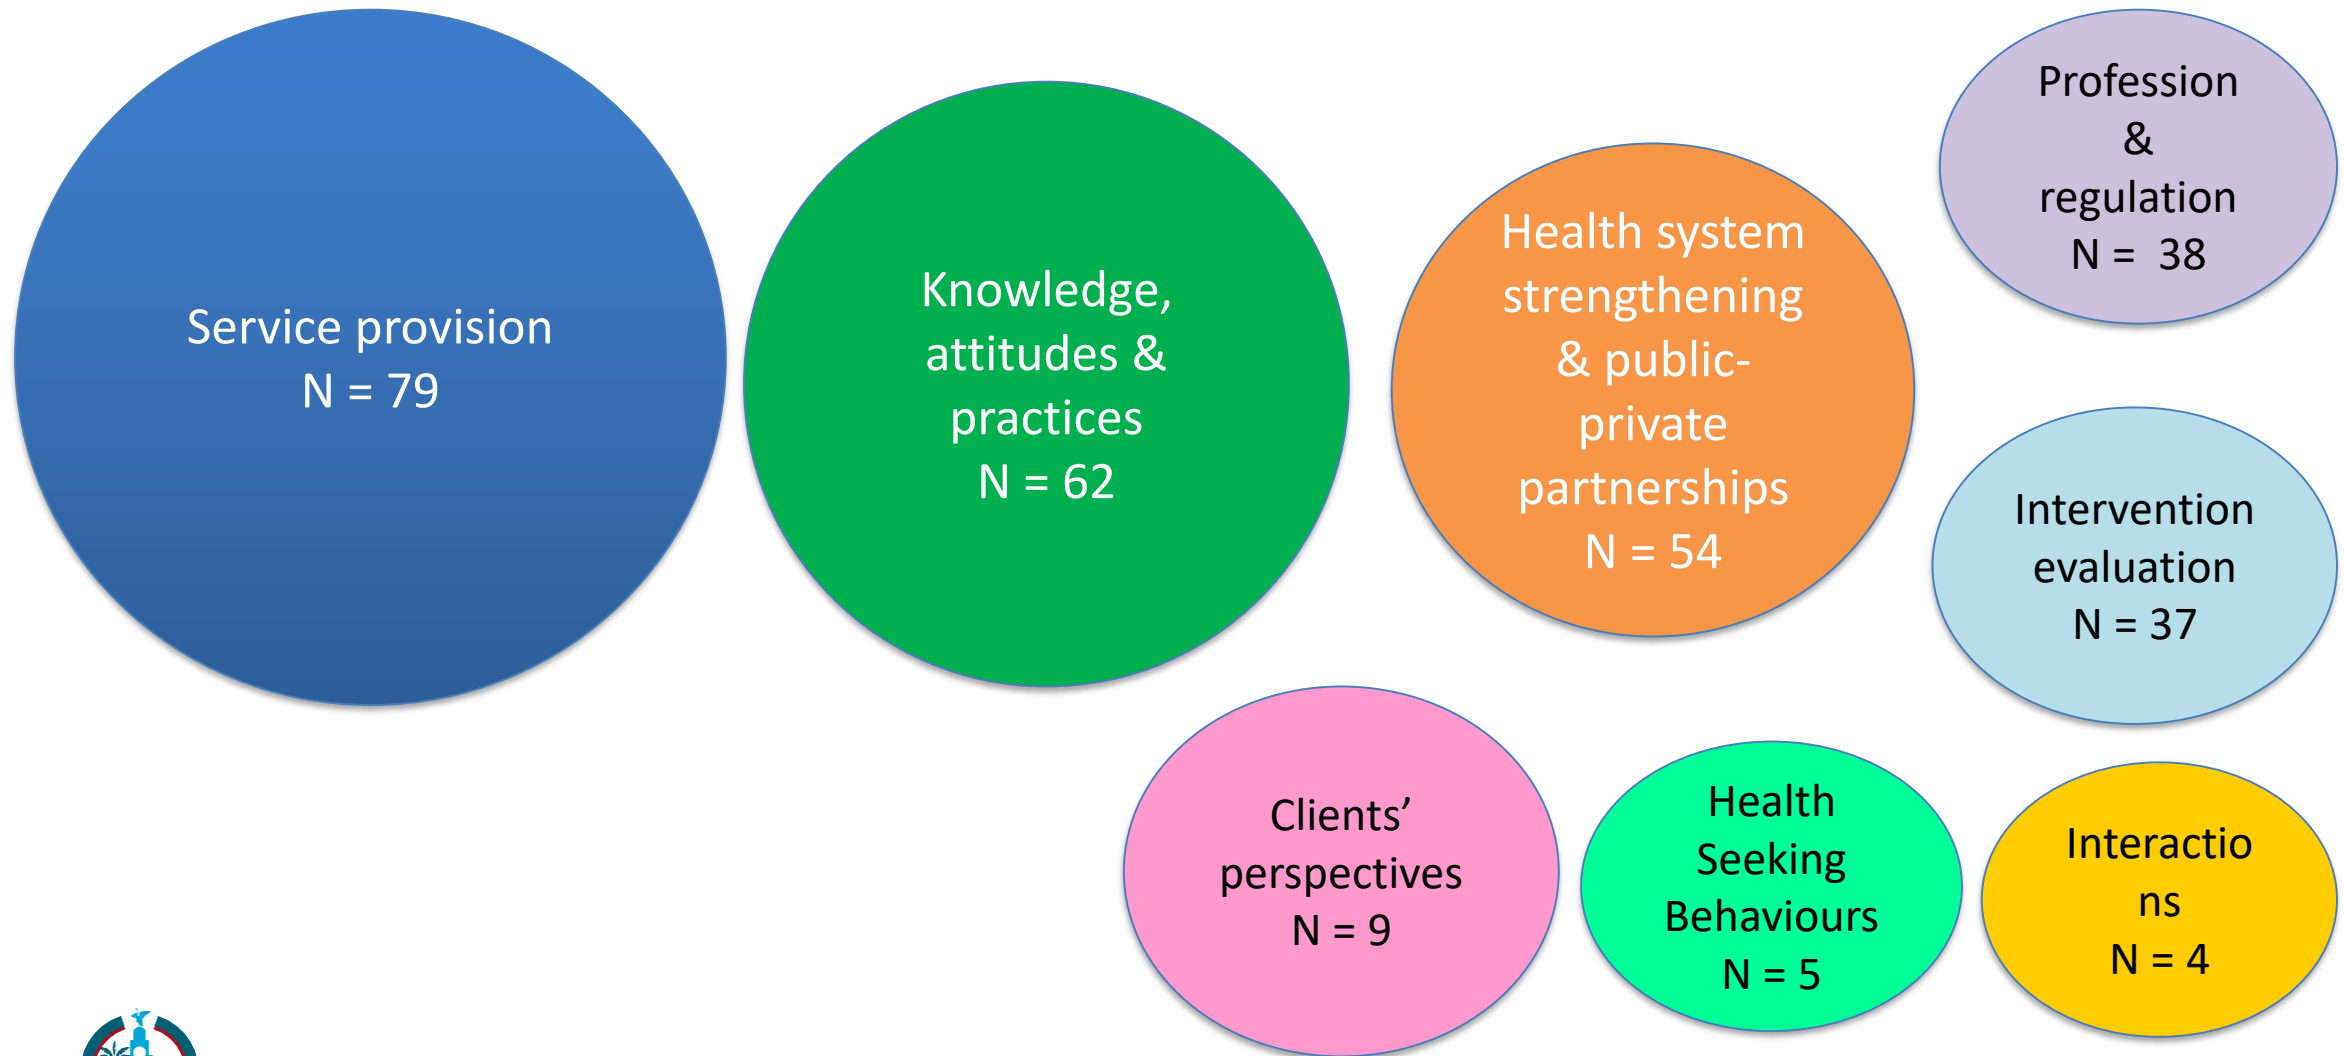 Service provision
N = 79
Knowledge,
attitudes &
practices
N = 62
Health system
strengthening
& public-
private
partnerships
N = 54
Profession
&
regulation
N =  38
Intervention
evaluation
N = 37
Clients’
perspectives
N = 9
Health
Seeking
Behaviours
N = 5
Interactio
ns
N = 4